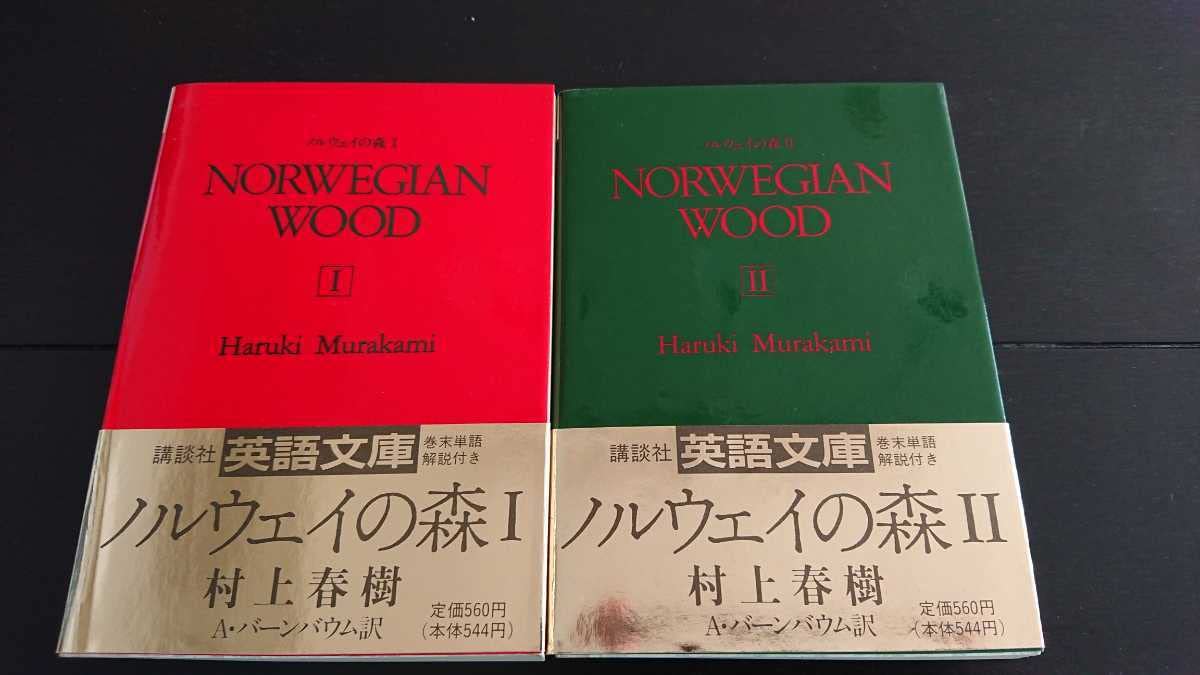 ノルウェイの森 I
NORWEGIAN
WOOD
I
Haruki Murakami
講談社 英語文庫 巻末単語
解説付き
ノルウェイの森 I
村上春樹
A・バーンバウム訳
定価560円
(本体544円)
ノルウェイの森 II
NORWEGIAN
WOOD
II
Haruki Murakami
講談社 英語文庫 巻末単語
解説付き
ノルウェイの森 II
村上春樹
A・バーンバウム訳
定価560円
(本体544円)